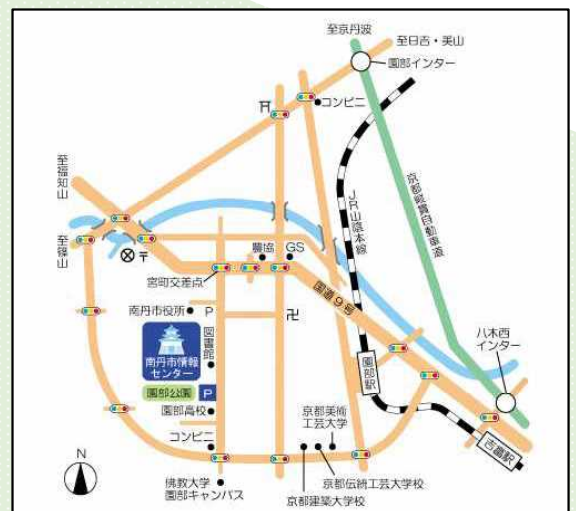 至京丹波
至日吉・美山
園部インター
コンビニ
至福知山
京都縦貫自動車道
JR山陰本線
至篠山
〒
農協
GS
宮町交差点
国道9号
南丹市役所
P
図書館
八木西
インター
南丹市情報
センター
園部駅
園部公園
P
園部高校
京都美術
工芸大学
コンビニ
吉富駅
N
佛教大学
園部キャンパス
京都伝統工芸大学校
京都建築大学校